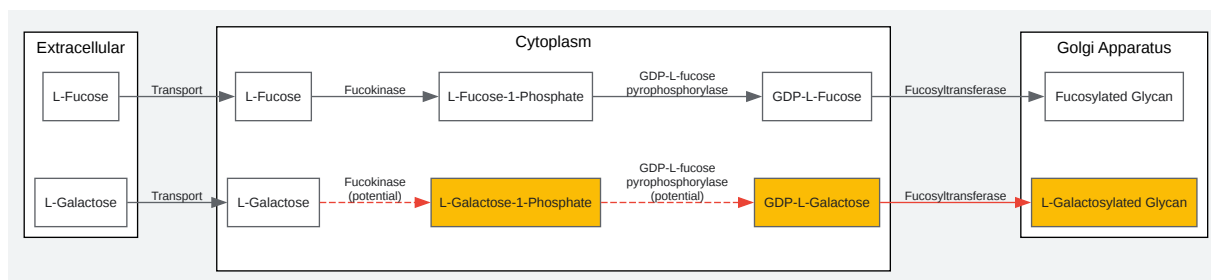 Extracellular
Cytoplasm
Golgi Apparatus
L-Fucose
Transport
L-Fucose
Fucokinase
L-Fucose-1-Phosphate
GDP-L-fucose
pyrophosphorylase
GDP-L-Fucose
Fucosyltransferase
Fucosylated Glycan
L-Galactose
Transport
L-Galactose
Fucokinase
(potential)
L-Galactose-1-Phosphate
GDP-L-fucose
pyrophosphorylase
(potential)
GDP-L-Galactose
Fucosyltransferase
L-Galactosylated Glycan